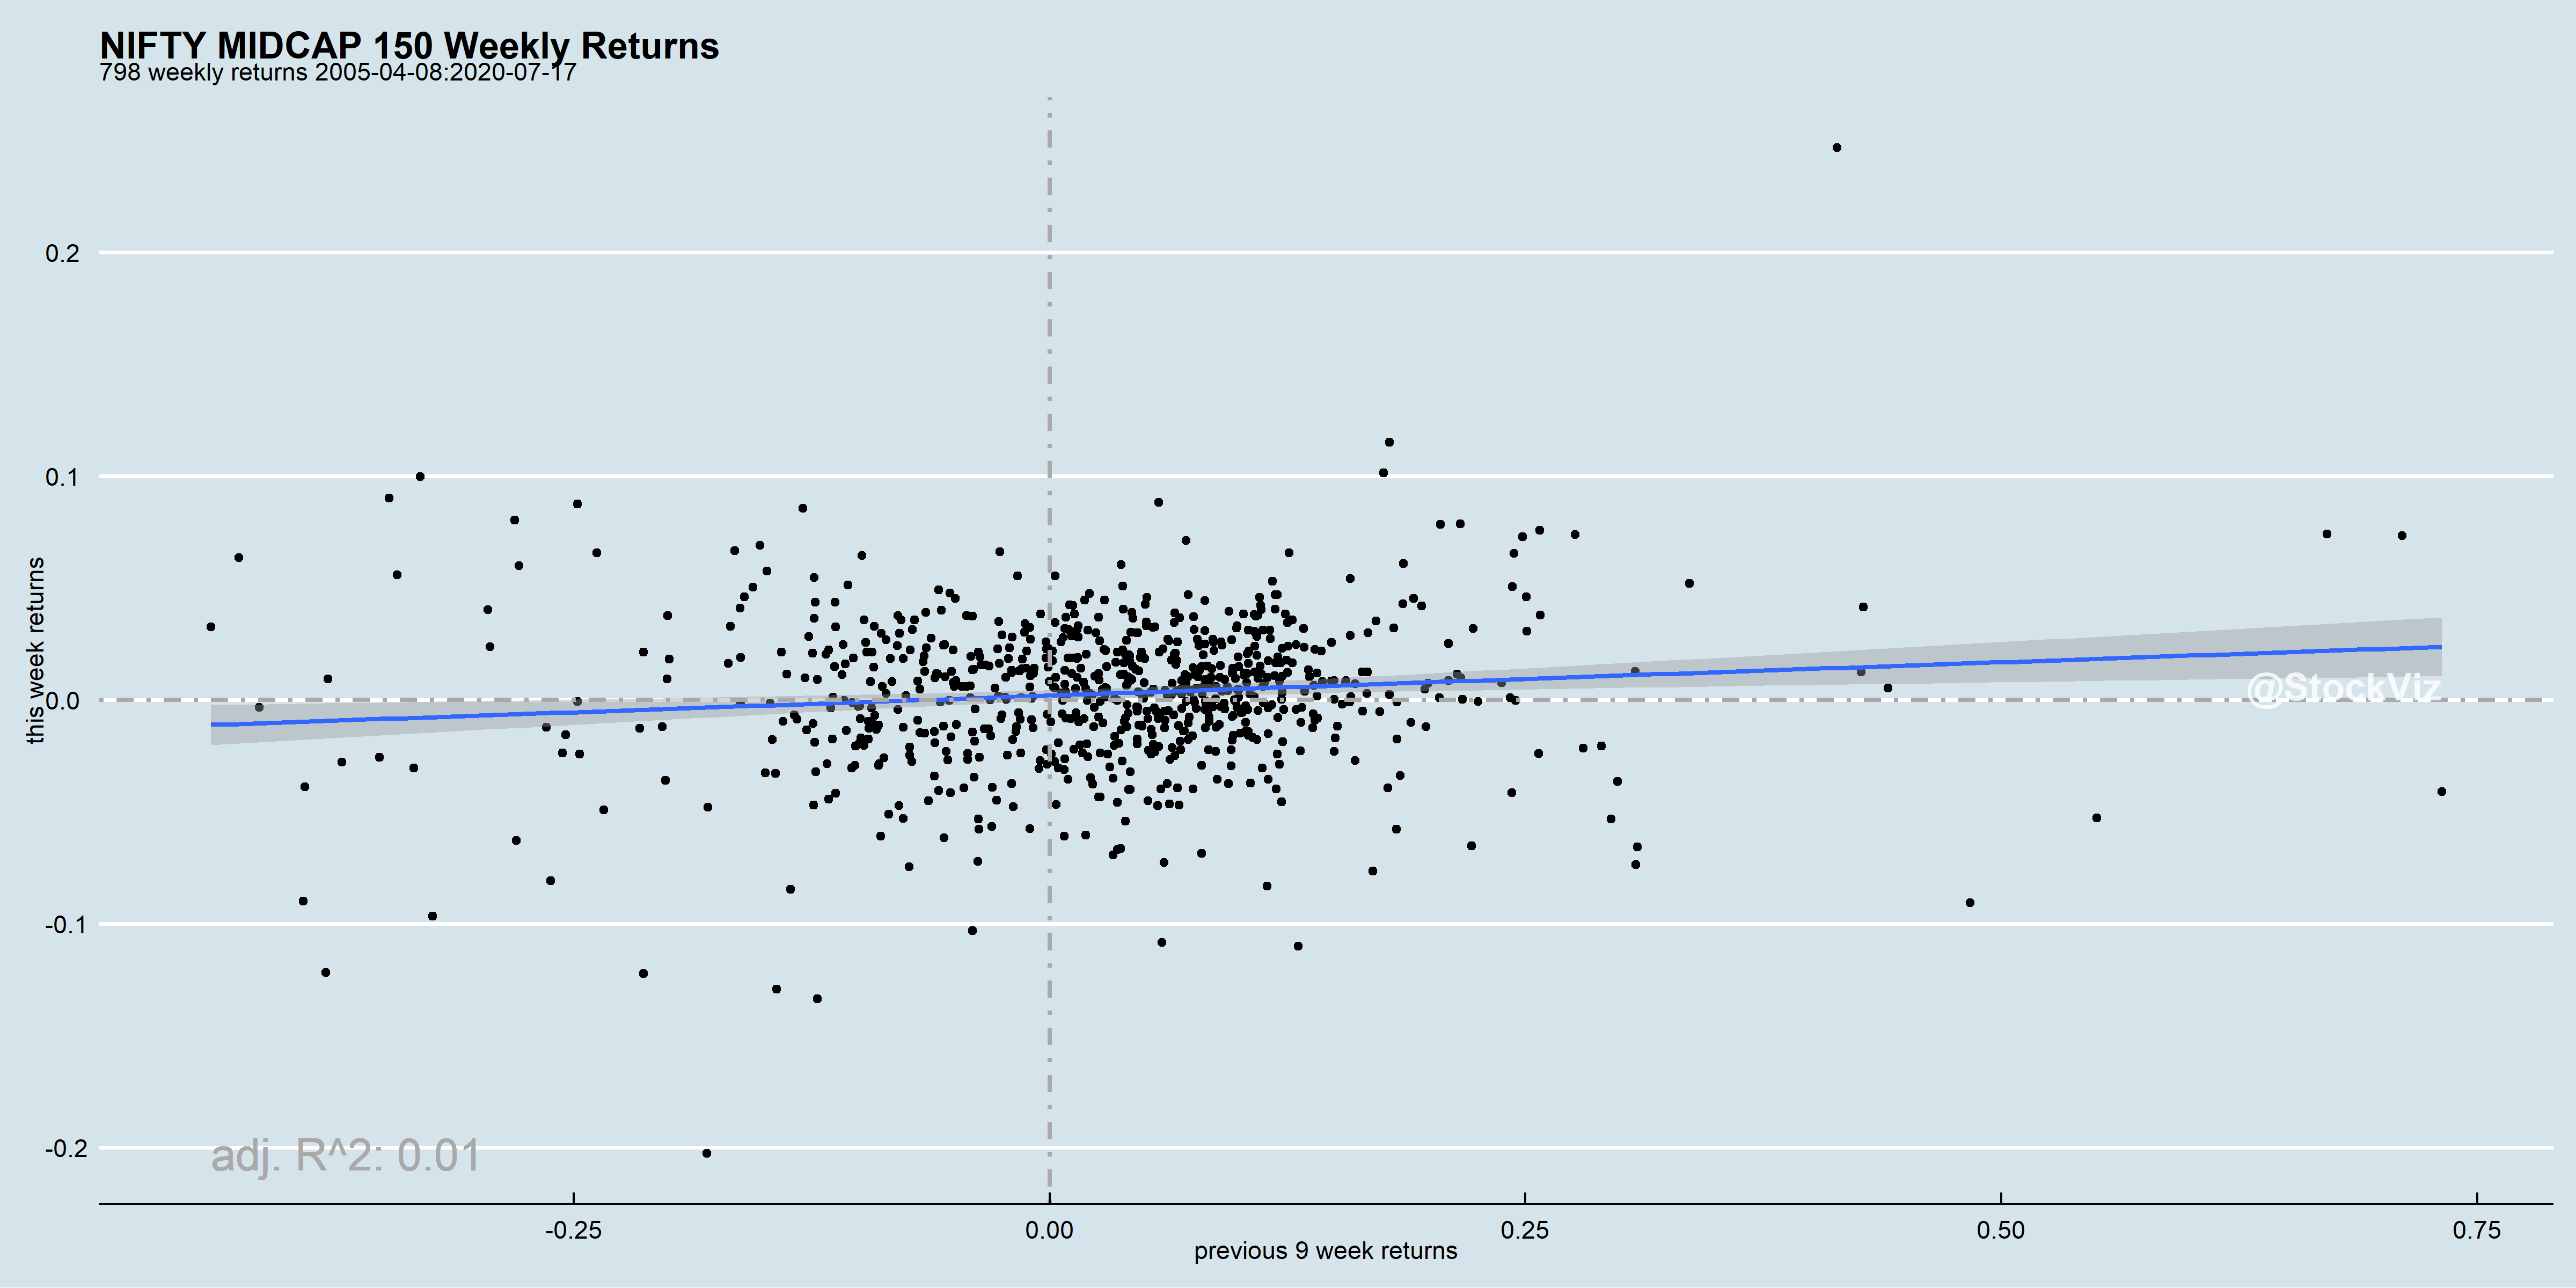 NIFTY MIDCAP 150 Weekly Returns
798 weekly returns 2005-04-08:2020-07-17
this week returns
0.2
0.1
0.0
-0.1
-0.2
@StockViz
adj. R^2: 0.01
-0.25
0.00
0.25
0.50
0.75
previous 9 week returns